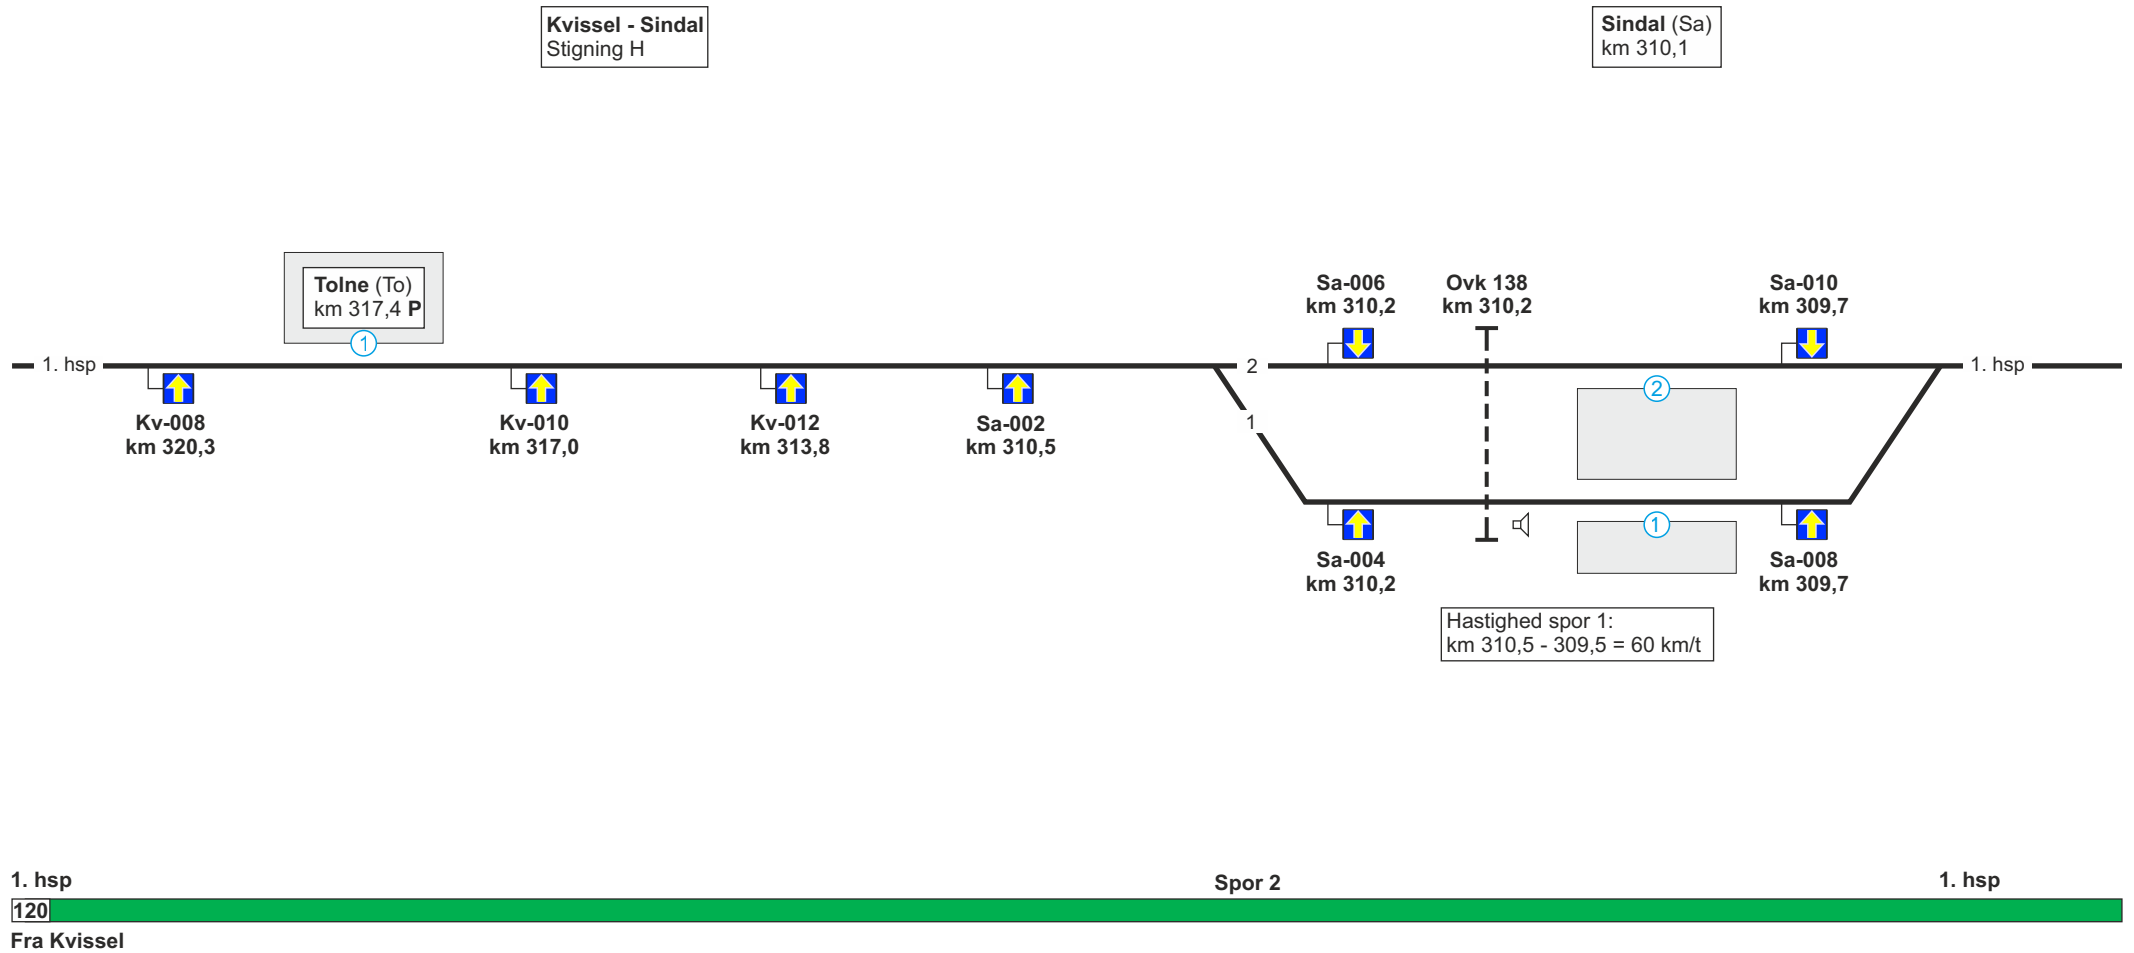 Kvissel - Sindal
Stigning H
Sindal (Sa)
km 310,1
Tolne (To)
km 317,4 P
1
Sa-006
km 310,2
Ovk 138
km 310,2
Sa-010
km 309,7
1. hsp
2
1. hsp
2
Kv-008
km 320,3
Kv-010
km 317,0
Kv-012
km 313,8
Sa-002
km 310,5
1
1
Sa-004
km 310,2
Sa-008
km 309,7
Hastighed spor 1:
km 310,5 - 309,5 = 60 km/t
1. hsp
Spor 2
1. hsp
120
Fra Kvissel